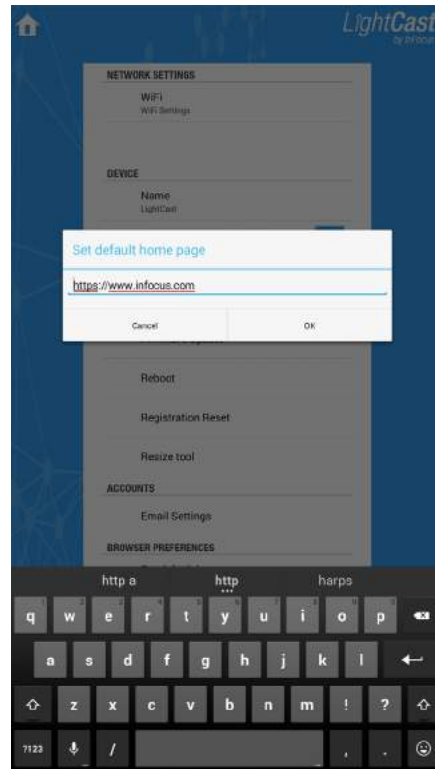 LightCast
by InFocus
NETWORK SETTINGS
WiFi
WiFi Settings
DEVICE
Name
LightCast
Set default home page
https://www.infocus.com
Cancel
OK
Reboot
Registration Reset
Resize tool
ACCOUNTS
Email Settings
BROWSER PREFERENCES
http a http harps
q w e r t y u i o p
a s d f g h j k l
z x c v b n m ! ?
?123 / , .